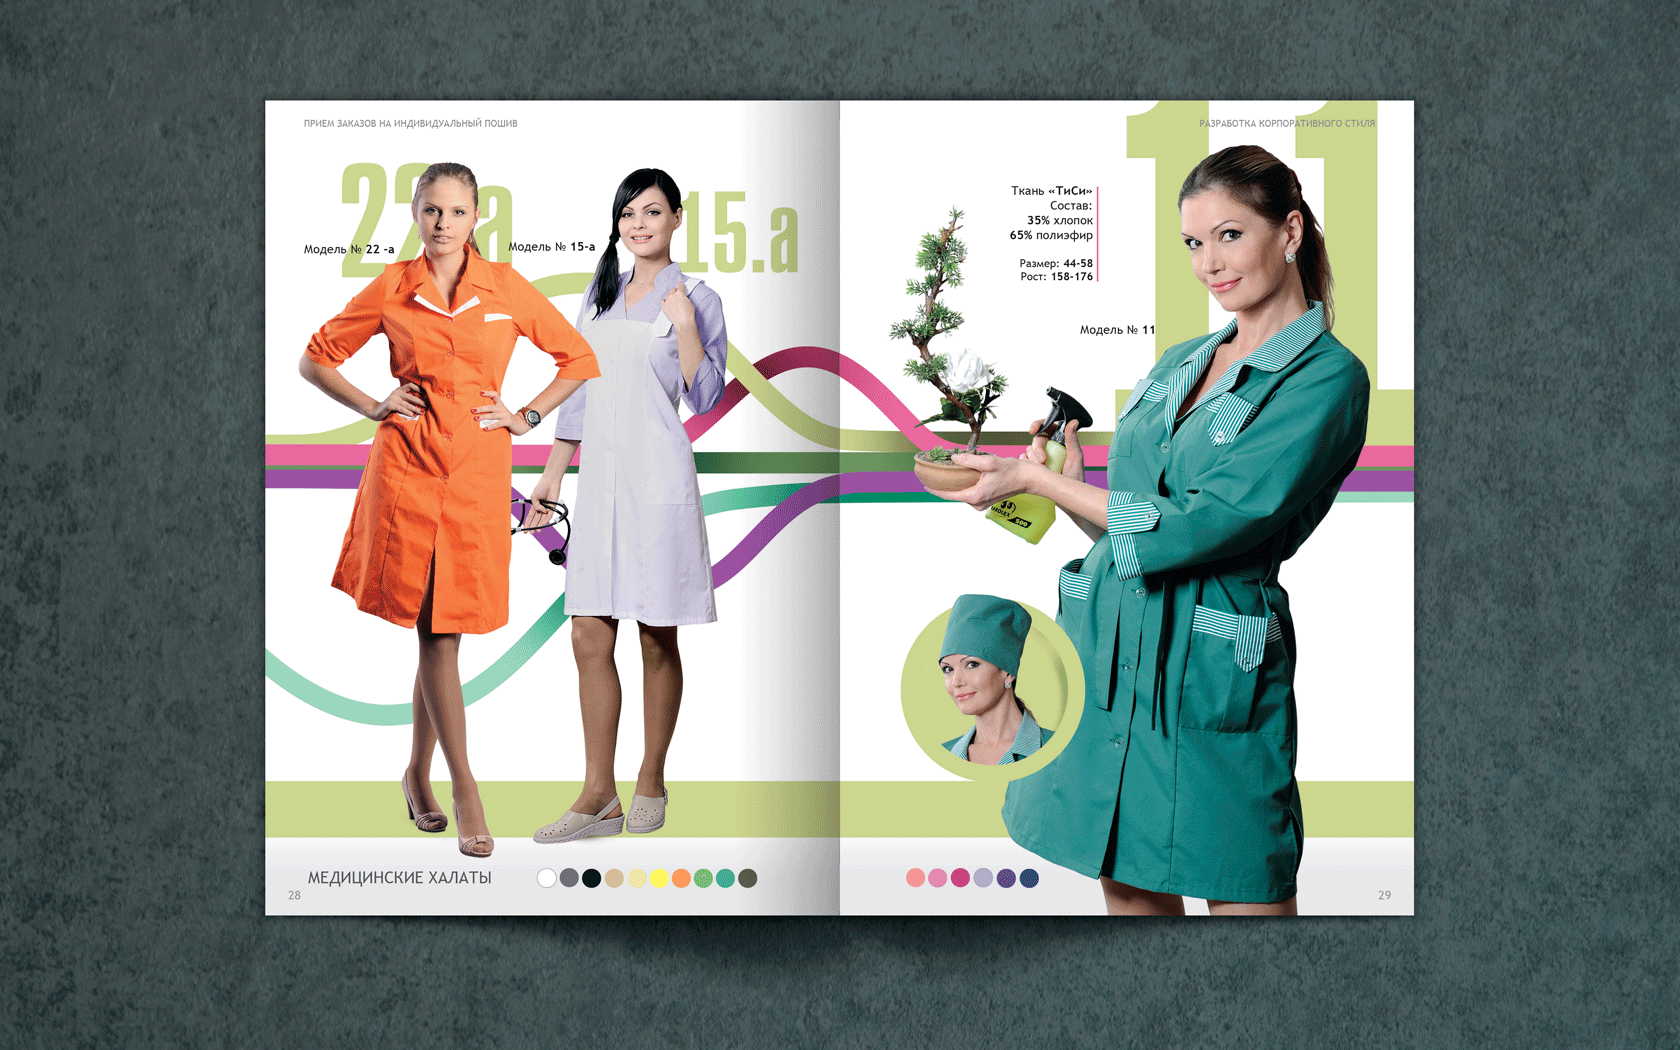 ПРИЕМ ЗАКАЗОВ НА ИНДИВИДУАЛЬНЫЙ ПОШИВ
22.a
Модель № 22 -а
15.a
Модель № 15-а
МЕДИЦИНСКИЕ ХАЛАТЫ
28
РАЗРАБОТКА КОРПОРАТИВНОГО СТИЛЯ
11
Ткань «ТиСи»
Состав:
35% хлопок
65% полиэфир
Размер: 44-58
Рост: 158-176
Модель № 11
500
29